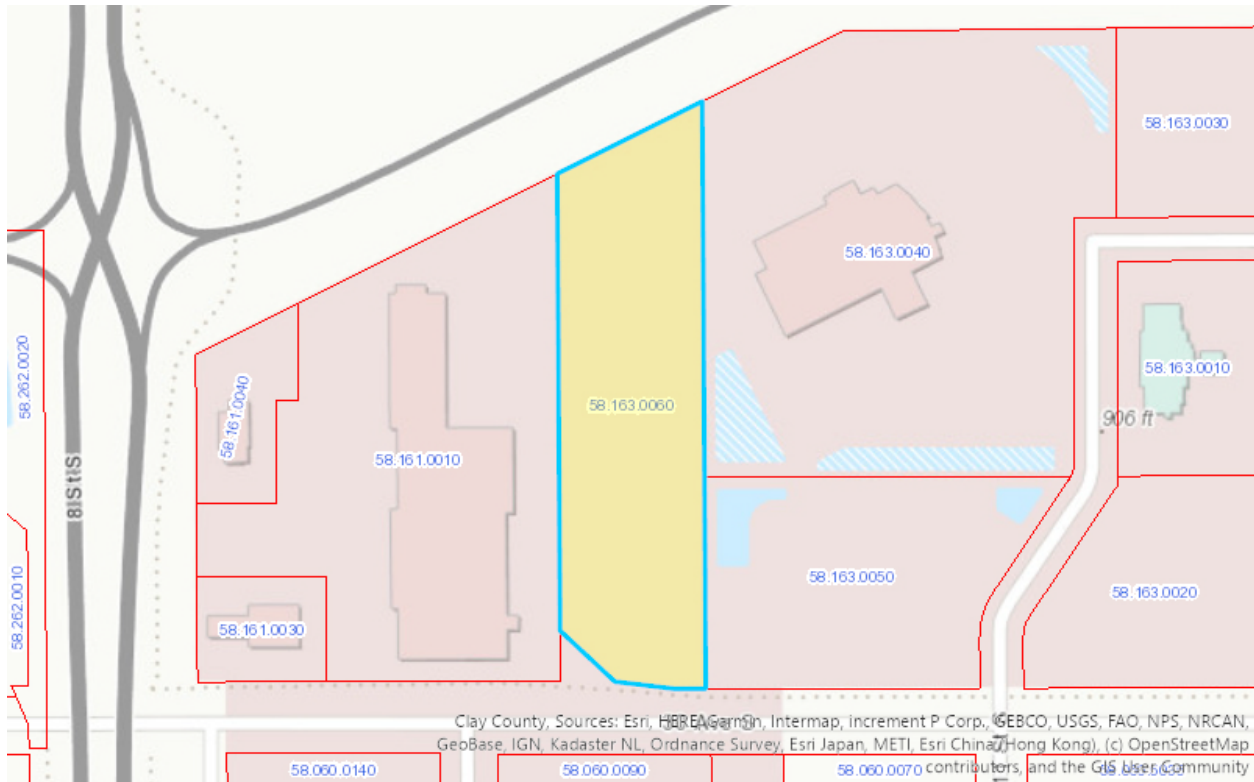 58.163.0030
58.163.0040
58.262.0020
58.163.0010
58.161.0040
58.163.0060
906 ft
58.161.0010
8 St S
58.163.0050
58.163.0020
58.262.0010
58.161.0030
Clay County, Sources: Esri, HERE, Garmin, Intermap, increment P Corp., GEBCO, USGS, FAO, NPS, NRCAN,
GeoBase, IGN, Kadaster NL, Ordnance Survey, Esri Japan, METI, Esri China (Hong Kong), (c) OpenStreetMap
contributors, and the GIS User Community
58.060.0140
58.060.0090
58.060.0070